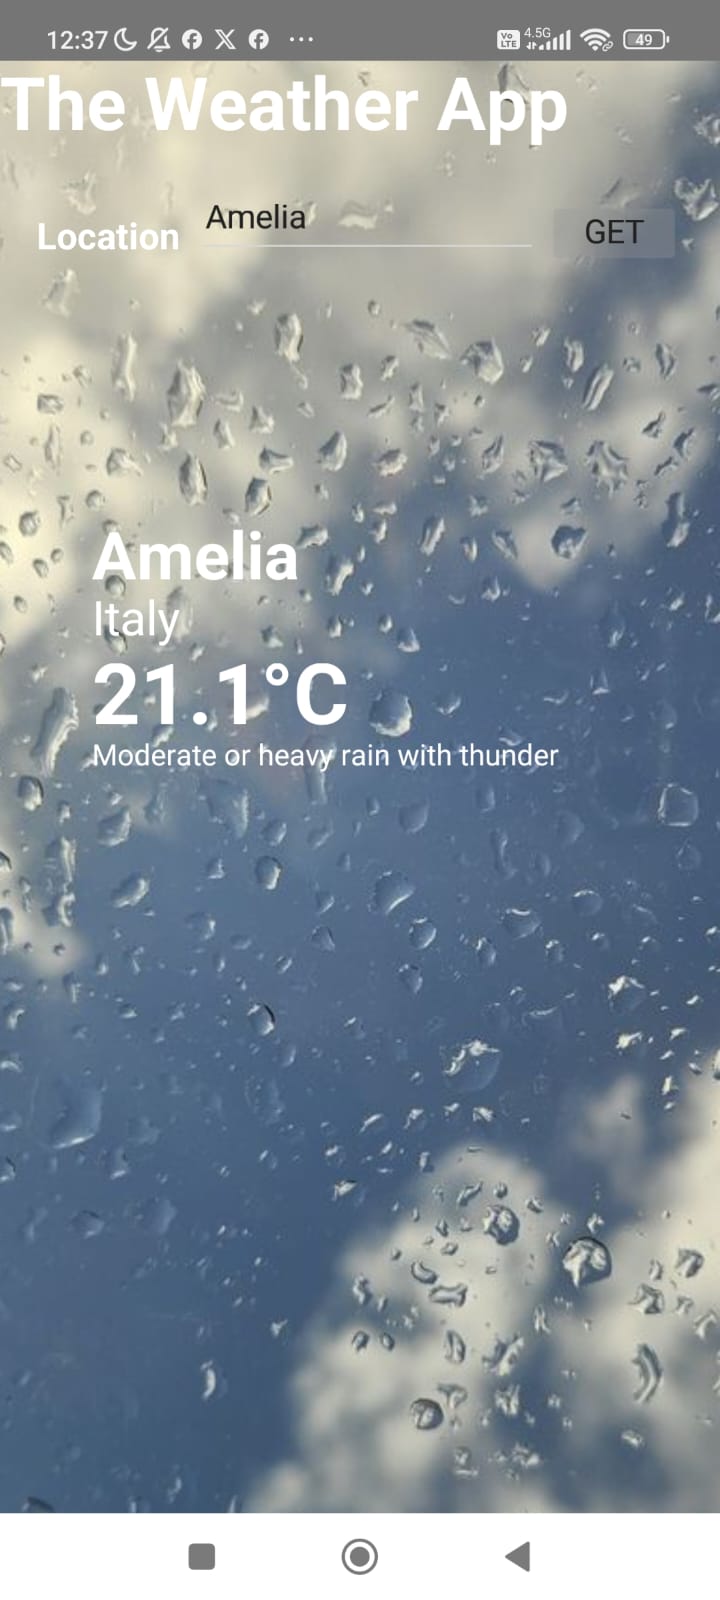 12:37 Vo LTE 4.5G 49
The Weather App
Location Amelia GET
Amelia
Italy
21.1°C
Moderate or heavy rain with thunder